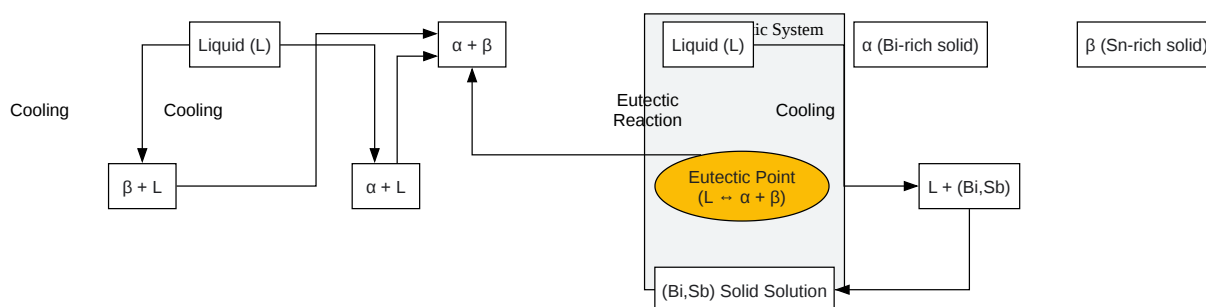 Liquid (L)
α + β
Liquid (L)
System
α (Bi-rich solid)
β (Sn-rich solid)
Cooling
Cooling
Eutectic
Reaction
Cooling
β + L
α + L
Eutectic Point
(L ↔ α + β)
L + (Bi,Sb)
(Bi,Sb) Solid Solution